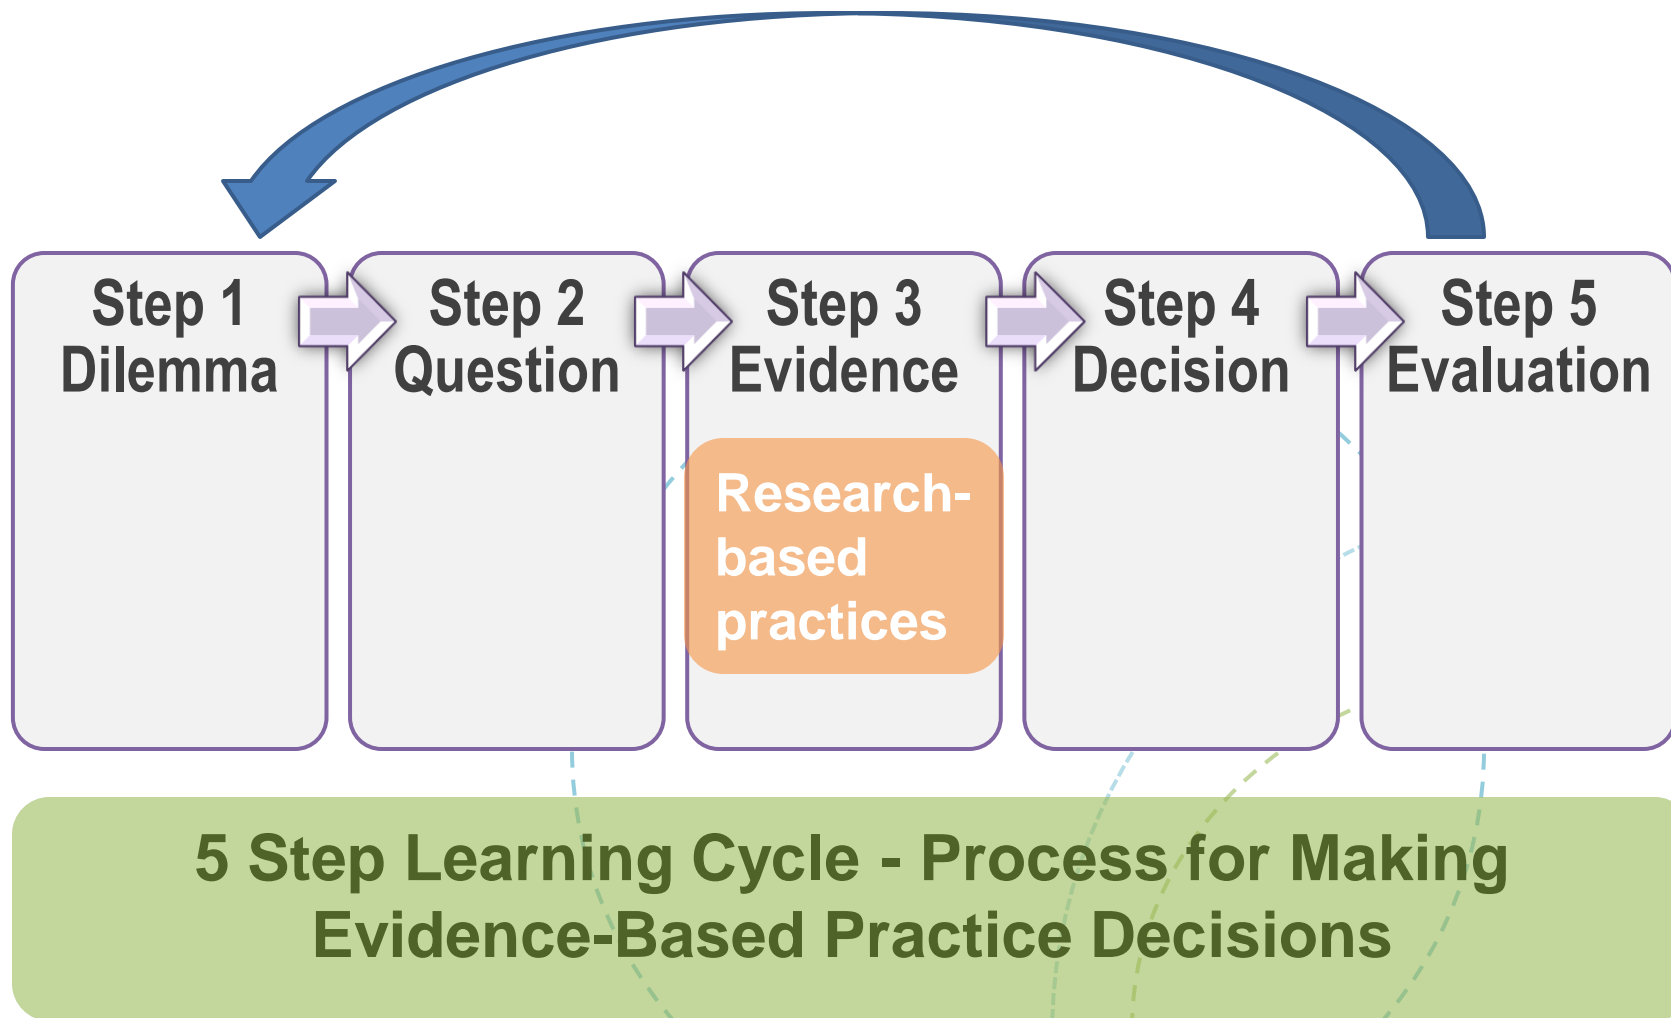 Step 1
Dilemma
Step 2
Question
Step 3
Evidence
Research-
based
practices
Step 4
Decision
Step 5
Evaluation
5 Step Learning Cycle - Process for Making
Evidence-Based Practice Decisions